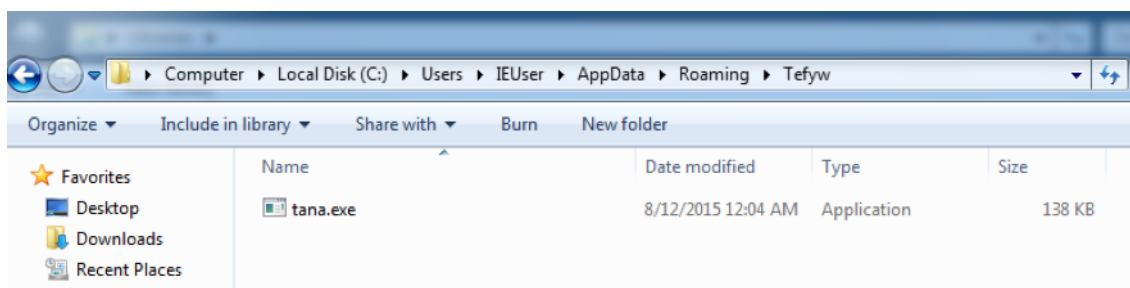 Computer Local Disk (C:) Users IEUser AppData Roaming Tefyw
Organize Include in library Share with Burn New folder
Favorites
Desktop
Downloads
Recent Places
Name Date modified Type Size
tana.exe 8/12/2015 12:04 AM Application 138 KB